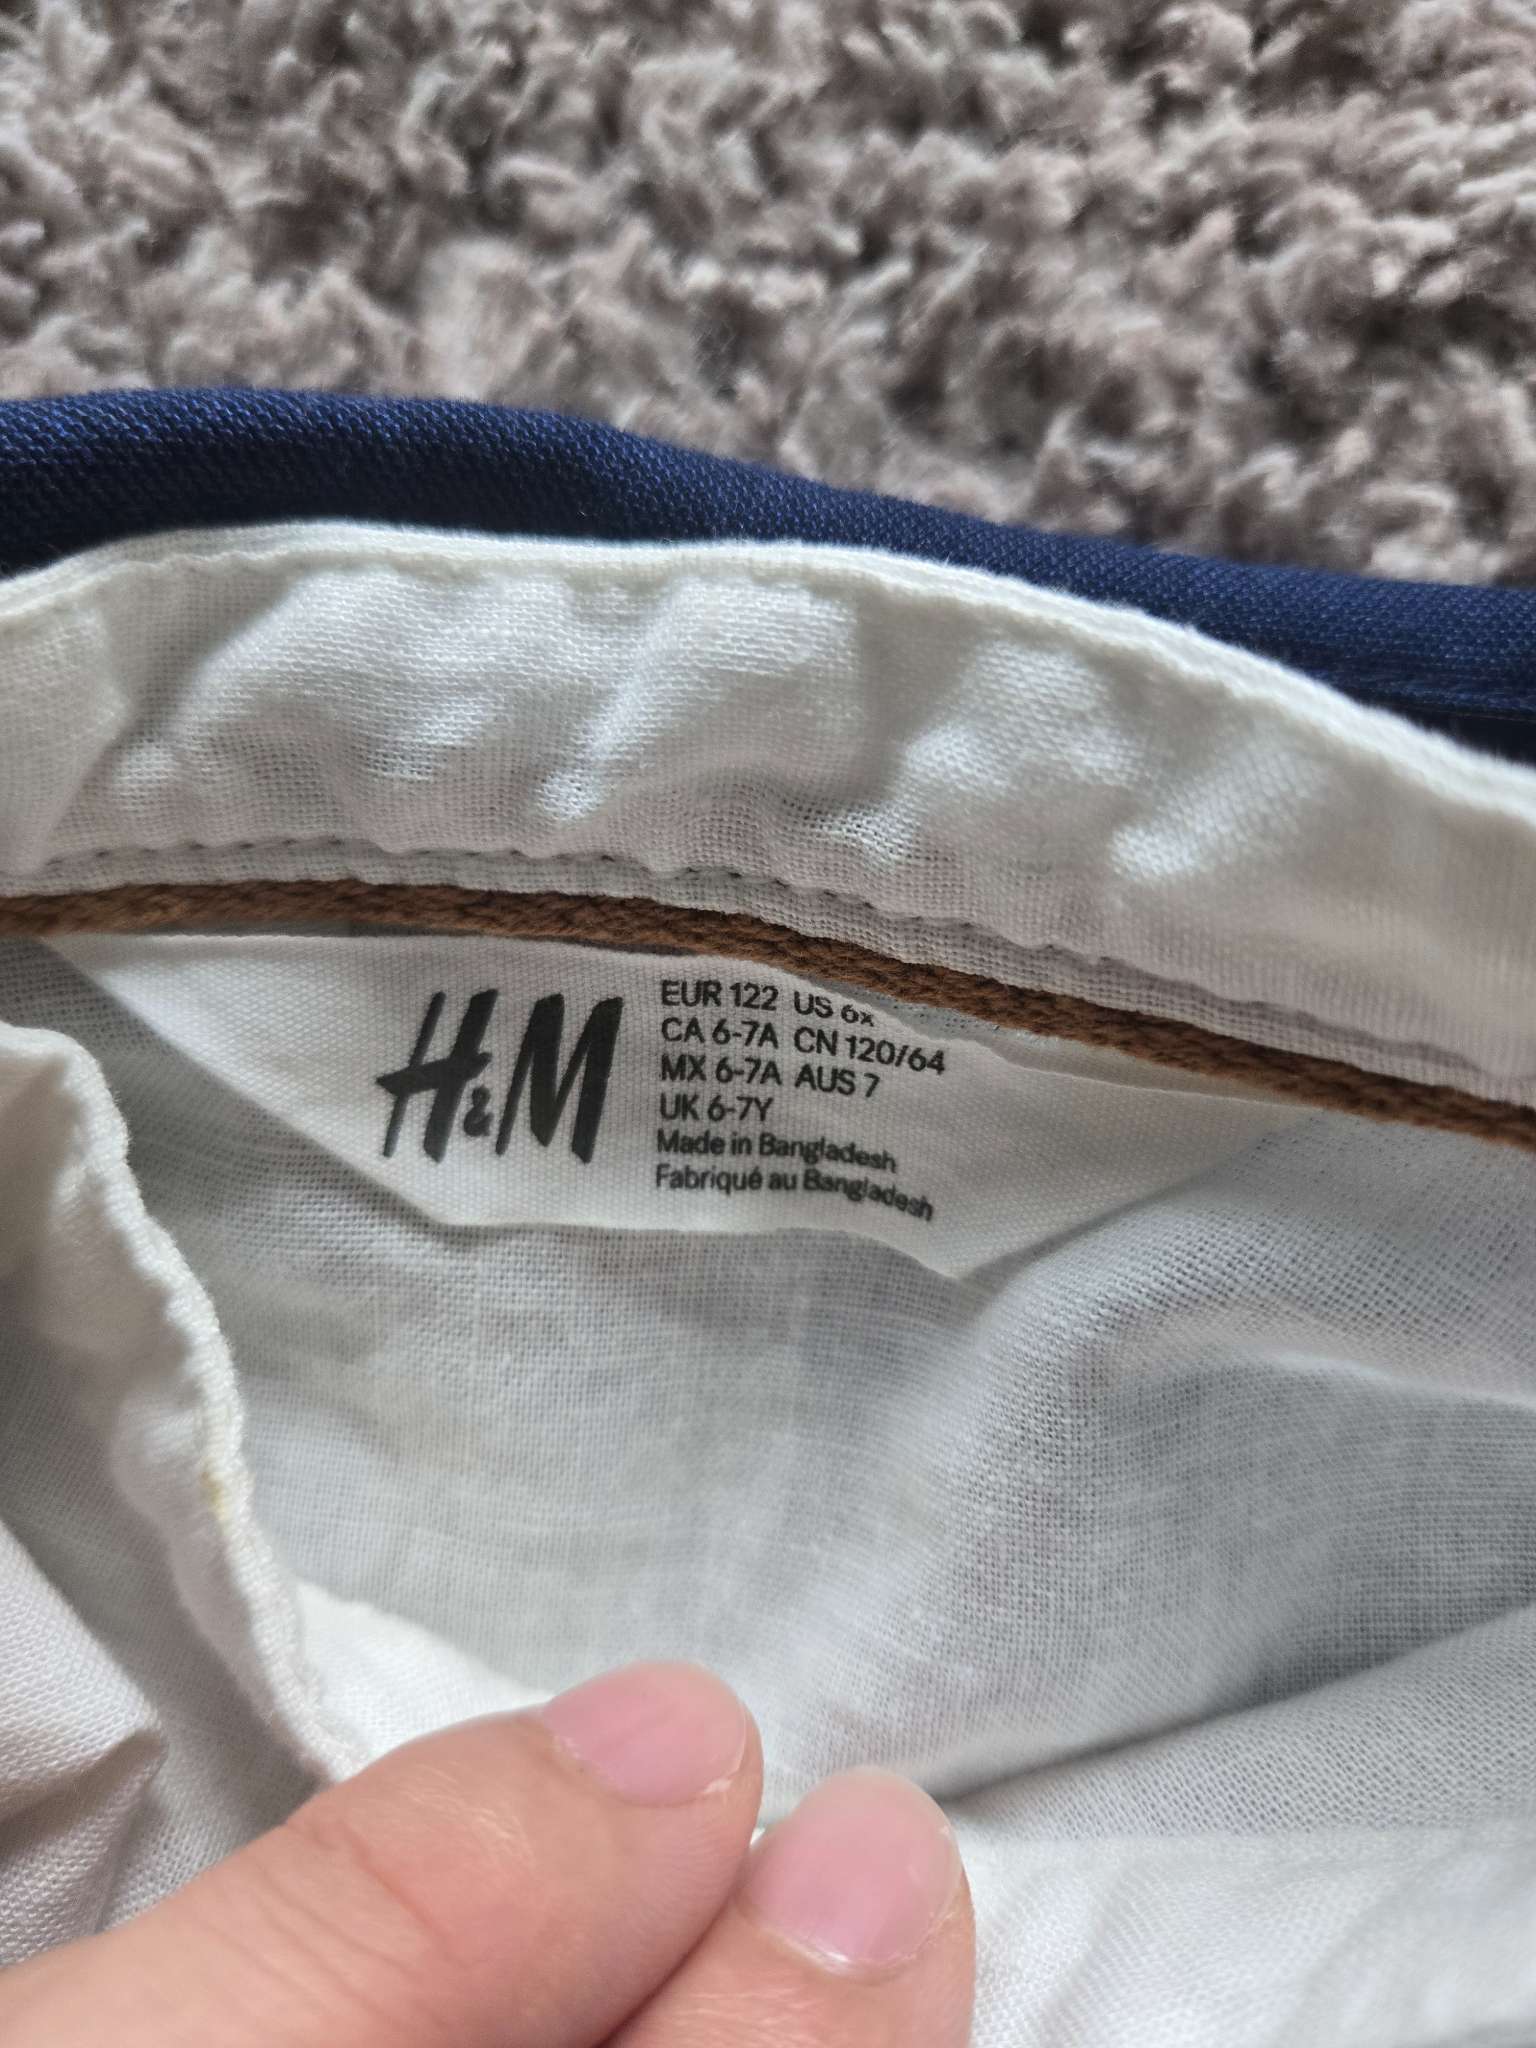 H&M
EUR 122 US 6x
CA 6-7A CN 120/64
MX 6-7A AUS 7
UK 6-7Y
Made in Bangladesh
Fabriqué au Bangladesh